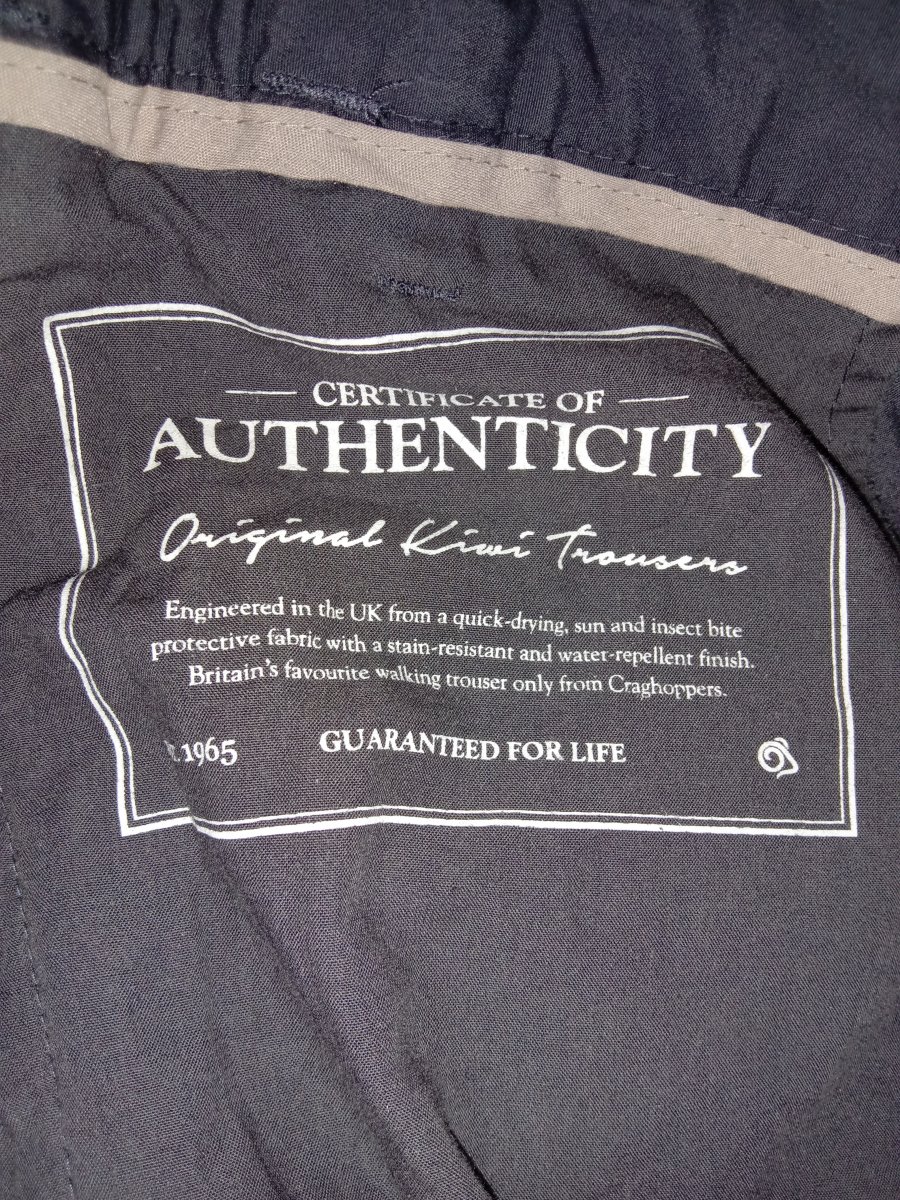 CERTIFICATE OF
AUTHENTICITY
Original Kiwi Trousers
Engineered in the UK from a quick-drying, sun and insect bite
protective fabric with a stain-resistant and water-repellent finish.
Britain's favourite walking trouser only from Craghoppers.
1965 GUARANTEED FOR LIFE